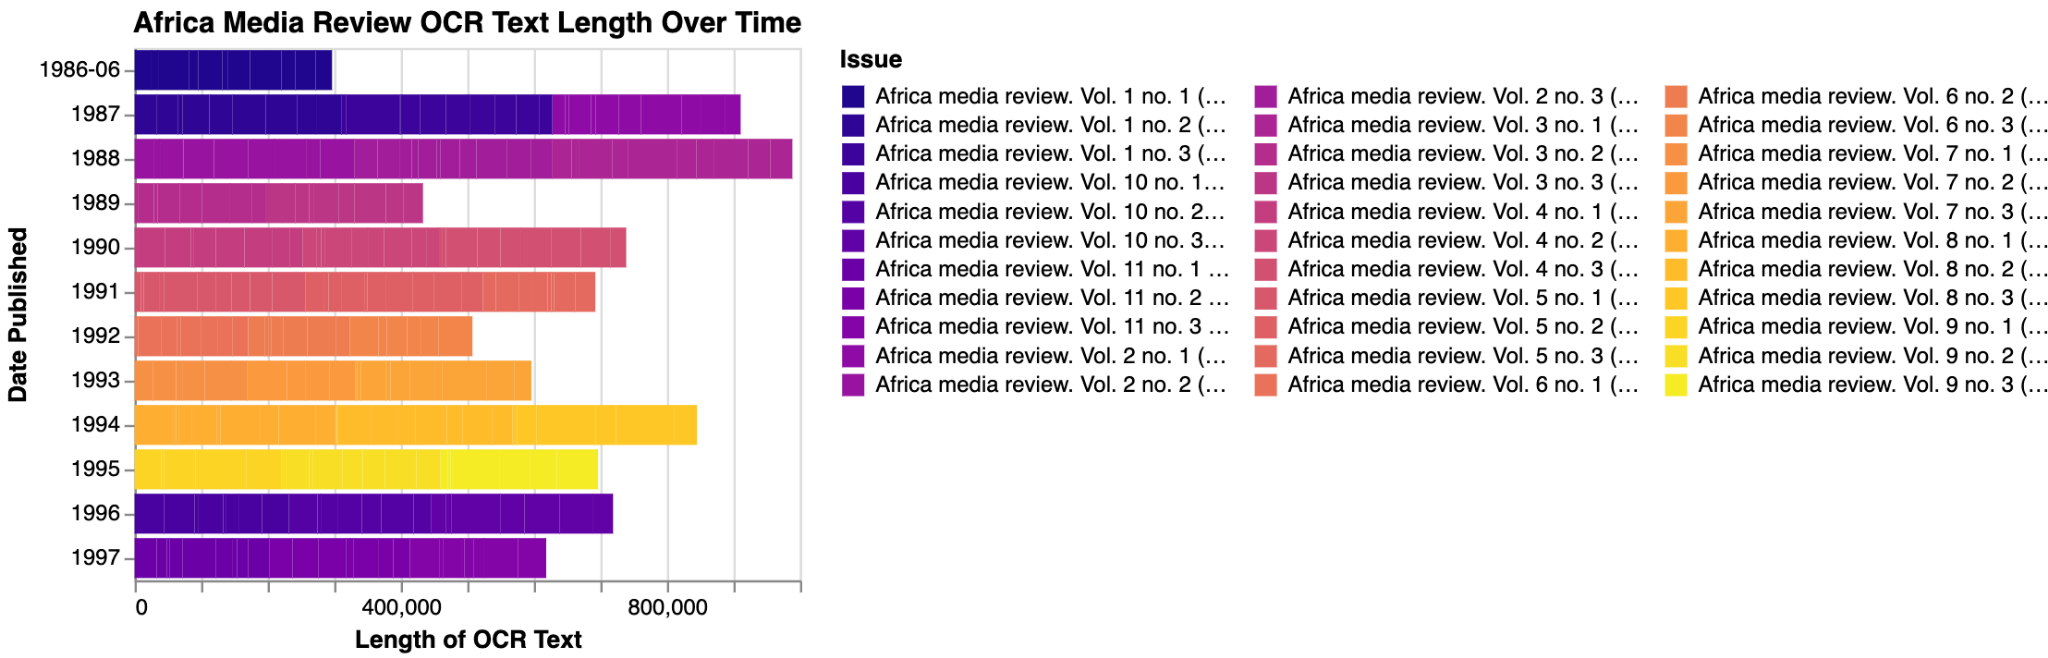 Africa Media Review OCR Text Length Over Time
Date Published
1986-06
1987
1988
1989
1990
1991
1992
1993
1994
1995
1996
1997
0
400,000
800,000
Length of OCR Text
Issue
Africa media review. Vol. 1 no. 1 (…
Africa media review. Vol. 1 no. 2 (…
Africa media review. Vol. 1 no. 3 (…
Africa media review. Vol. 10 no. 1…
Africa media review. Vol. 10 no. 2…
Africa media review. Vol. 10 no. 3…
Africa media review. Vol. 11 no. 1 …
Africa media review. Vol. 11 no. 2 …
Africa media review. Vol. 11 no. 3 …
Africa media review. Vol. 2 no. 1 (…
Africa media review. Vol. 2 no. 2 (…
Africa media review. Vol. 2 no. 3 (…
Africa media review. Vol. 3 no. 1 (…
Africa media review. Vol. 3 no. 2 (…
Africa media review. Vol. 3 no. 3 (…
Africa media review. Vol. 4 no. 1 (…
Africa media review. Vol. 4 no. 2 (…
Africa media review. Vol. 4 no. 3 (…
Africa media review. Vol. 5 no. 1 (…
Africa media review. Vol. 5 no. 2 (…
Africa media review. Vol. 5 no. 3 (…
Africa media review. Vol. 6 no. 1 (…
Africa media review. Vol. 6 no. 2 (…
Africa media review. Vol. 6 no. 3 (…
Africa media review. Vol. 7 no. 1 (…
Africa media review. Vol. 7 no. 2 (…
Africa media review. Vol. 7 no. 3 (…
Africa media review. Vol. 8 no. 1 (…
Africa media review. Vol. 8 no. 2 (…
Africa media review. Vol. 8 no. 3 (…
Africa media review. Vol. 9 no. 1 (…
Africa media review. Vol. 9 no. 2 (…
Africa media review. Vol. 9 no. 3 (…